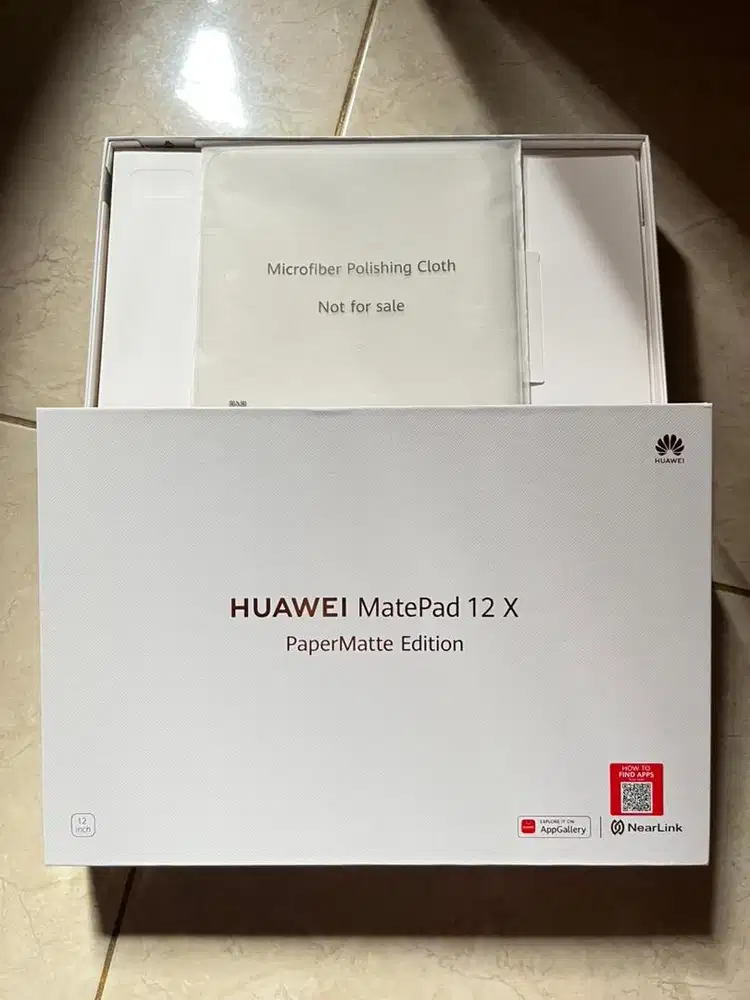 Microfiber Polishing Cloth
Not for sale
HUAWEI
HUAWEI MatePad 12 X
PaperMatte Edition
HOW TO
FIND APPS
12
inch
EXPLORE IT ON
AppGallery
NearLink